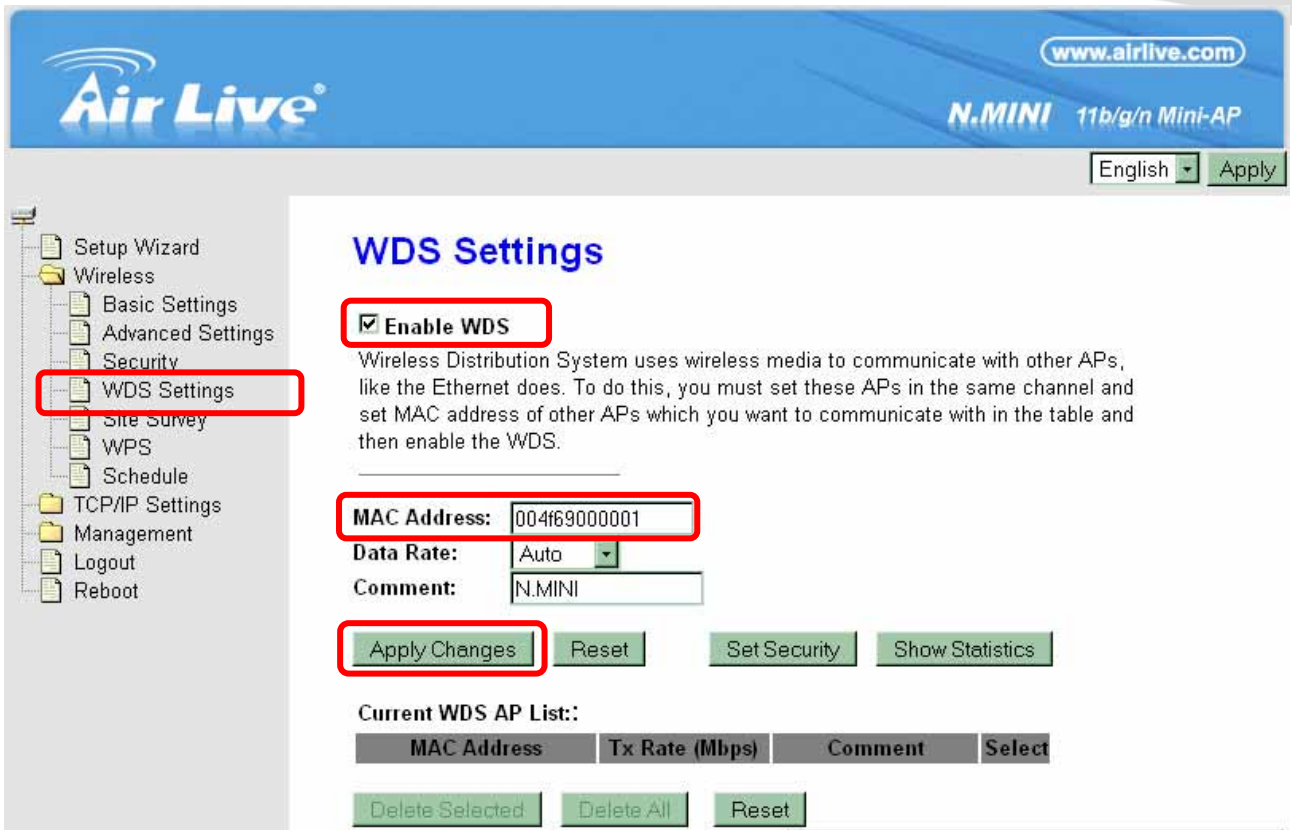 www.airlive.com
Air Live®
N.MINI 11b/g/n Mini-AP
English Apply
Setup Wizard
Wireless
Basic Settings
Advanced Settings
Security
WDS Settings
Site Survey
WPS
Schedule
TCP/IP Settings
Management
Logout
Reboot
WDS Settings
Enable WDS
Wireless Distribution System uses wireless media to communicate with other APs,
like the Ethernet does. To do this, you must set these APs in the same channel and
set MAC address of other APs which you want to communicate with in the table and
then enable the WDS.
MAC Address: 004f69000001
Data Rate: Auto
Comment: N.MINI
Apply Changes Reset Set Security Show Statistics
Current WDS AP List::
MAC Address Tx Rate (Mbps) Comment Select
Delete Selected Delete All Reset